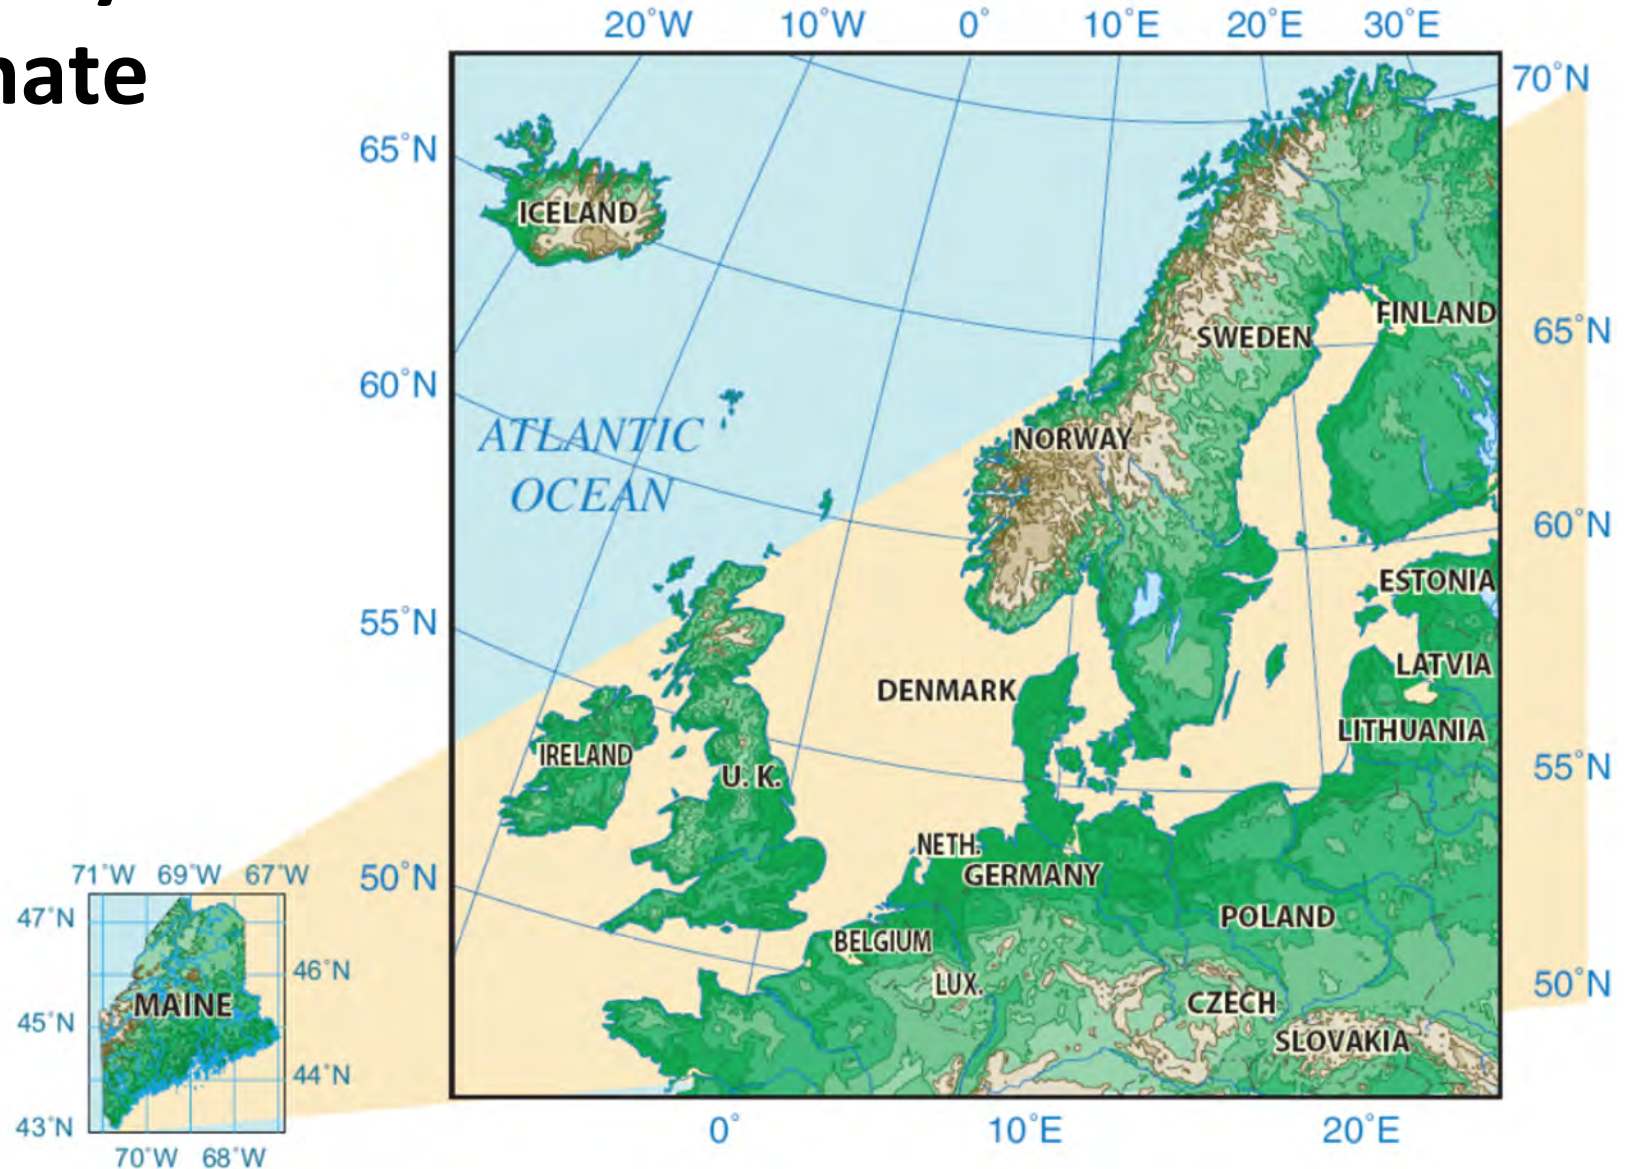 nate
20°W 10°W 0° 10°E 20°E 30°E
70°N
65°N
ICELAND
FINLAND
65°N
SWEDEN
60°N
ATLANTIC
OCEAN
NORWAY
60°N
ESTONIA
55°N
LATVIA
DENMARK
LITHUANIA
IRELAND
U. K.
55°N
NETH.
GERMANY
50°N
POLAND
BELGIUM
LUX.
CZECH
50°N
SLOVAKIA
0° 10°E 20°E
71°W 69°W 67°W
47°N
46°N
MAINE
45°N
44°N
43°N
70°W 68°W